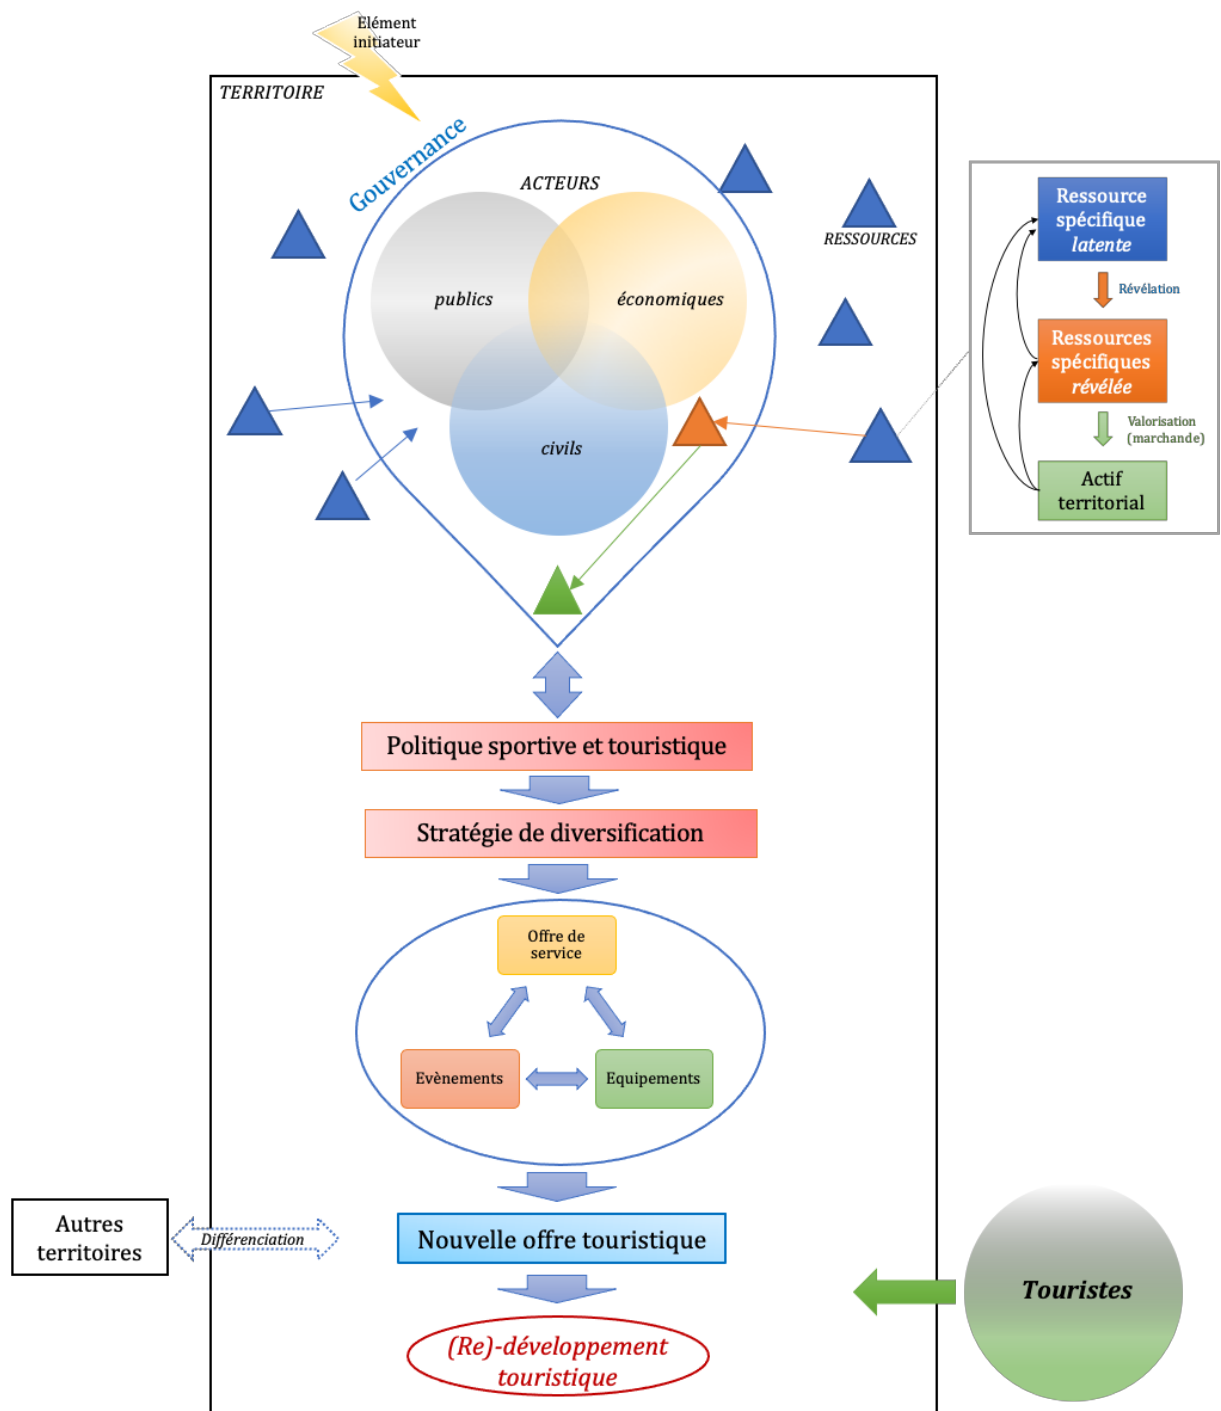 Elément
initiateur
TERRITOIRE
Gouvernance
ACTEURS
publics
économiques
civils
RESSOURCES
Ressource
spécifique
latente
Révélation
Ressources
spécifiques
révélée
Valorisation
(marchande)
Actif
territorial
Politique sportive et touristique
Stratégie de diversification
Offre de
service
Evènements
Equipements
Autres
territoires
Différenciation
Nouvelle offre touristique
Touristes
(Re)-développement
touristique